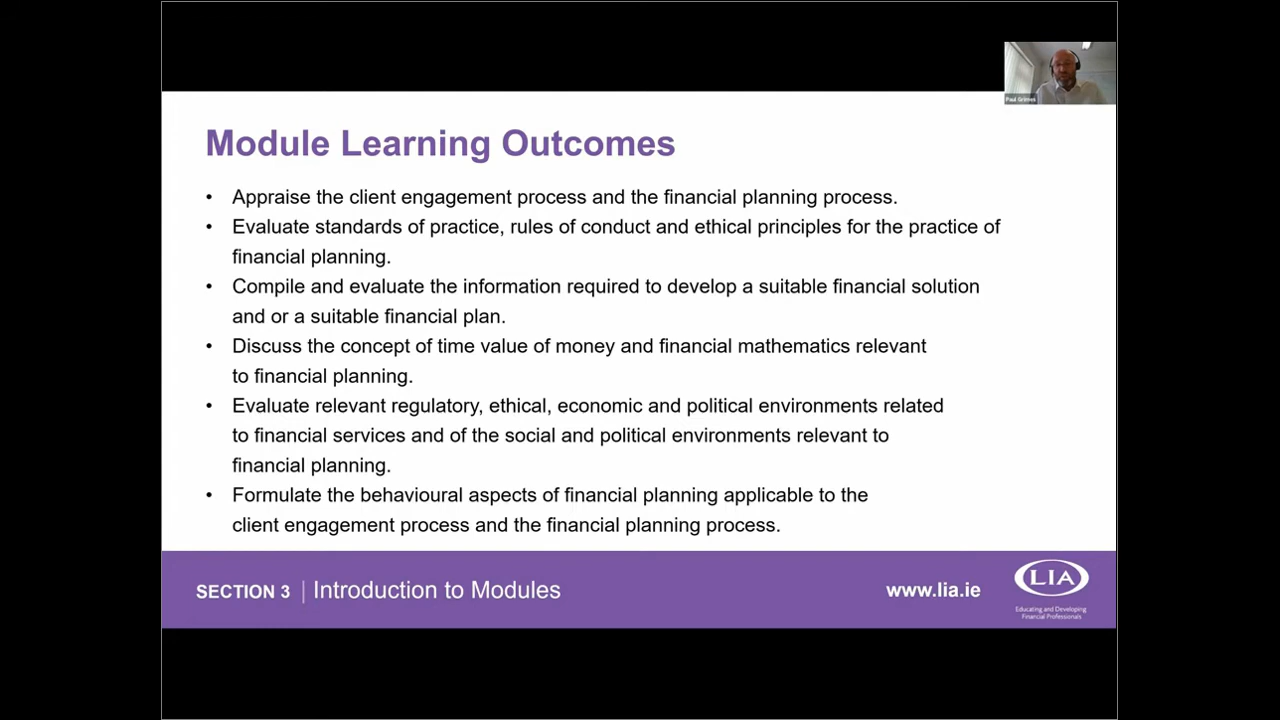 Paul Grimes
Module Learning Outcomes
• Appraise the client engagement process and the financial planning process.
• Evaluate standards of practice, rules of conduct and ethical principles for the practice of
financial planning.
• Compile and evaluate the information required to develop a suitable financial solution
and or a suitable financial plan.
• Discuss the concept of time value of money and financial mathematics relevant
to financial planning.
• Evaluate relevant regulatory, ethical, economic and political environments related
to financial services and of the social and political environments relevant to
financial planning.
• Formulate the behavioural aspects of financial planning applicable to the
client engagement process and the financial planning process.
SECTION 3 | Introduction to Modules
www.lia.ie
LIA
Educating and Developing
Financial Professionals